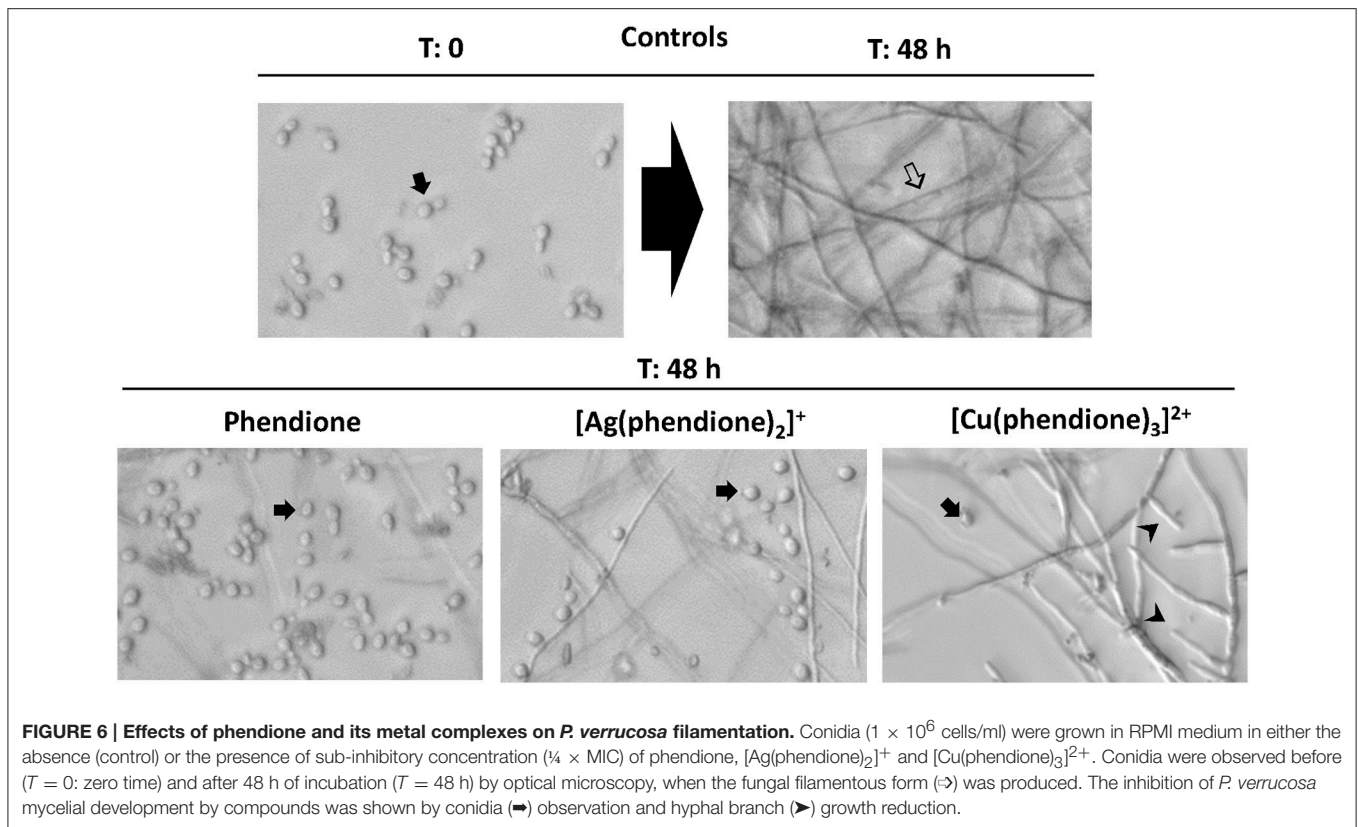 Controls
T: 0
T: 48 h
T: 48 h
Phendione
[Ag(phendione)₂]⁺
[Cu(phendione)₃]²⁺
FIGURE 6 | Effects of phendione and its metal complexes on P. verrucosa filamentation. Conidia (1 × 10⁶ cells/ml) were grown in RPMI medium in either the
absence (control) or the presence of sub-inhibitory concentration (¼ × MIC) of phendione, [Ag(phendione)₂]⁺ and [Cu(phendione)₃]²⁺. Conidia were observed before
(T = 0: zero time) and after 48 h of incubation (T = 48 h) by optical microscopy, when the fungal filamentous form (➩) was produced. The inhibition of P. verrucosa
mycelial development by compounds was shown by conidia (➡) observation and hyphal branch (➤) growth reduction.